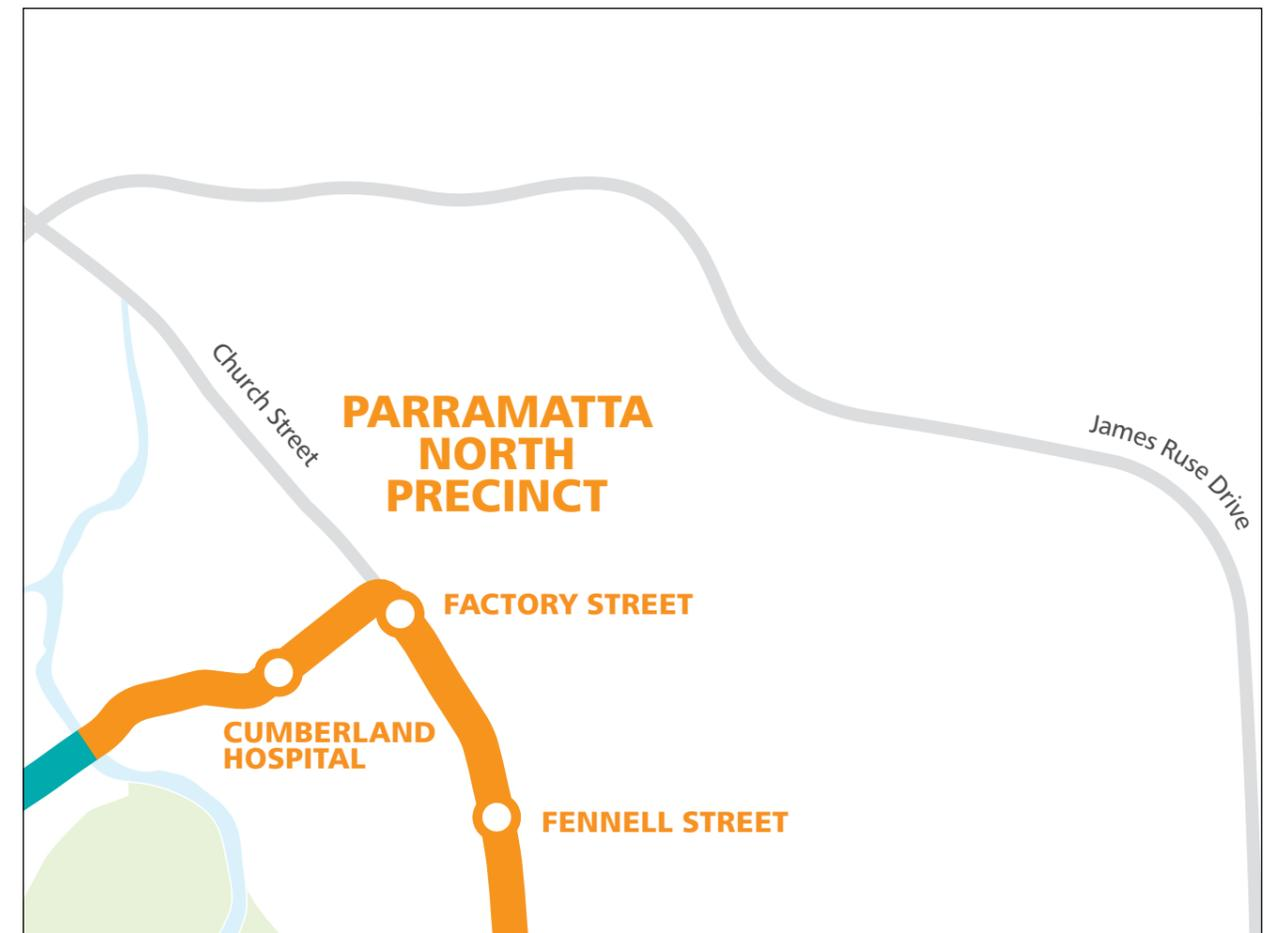 Church Street
PARRAMATTA
NORTH
PRECINCT
James Ruse Drive
FACTORY STREET
CUMBERLAND
HOSPITAL
FENNELL STREET